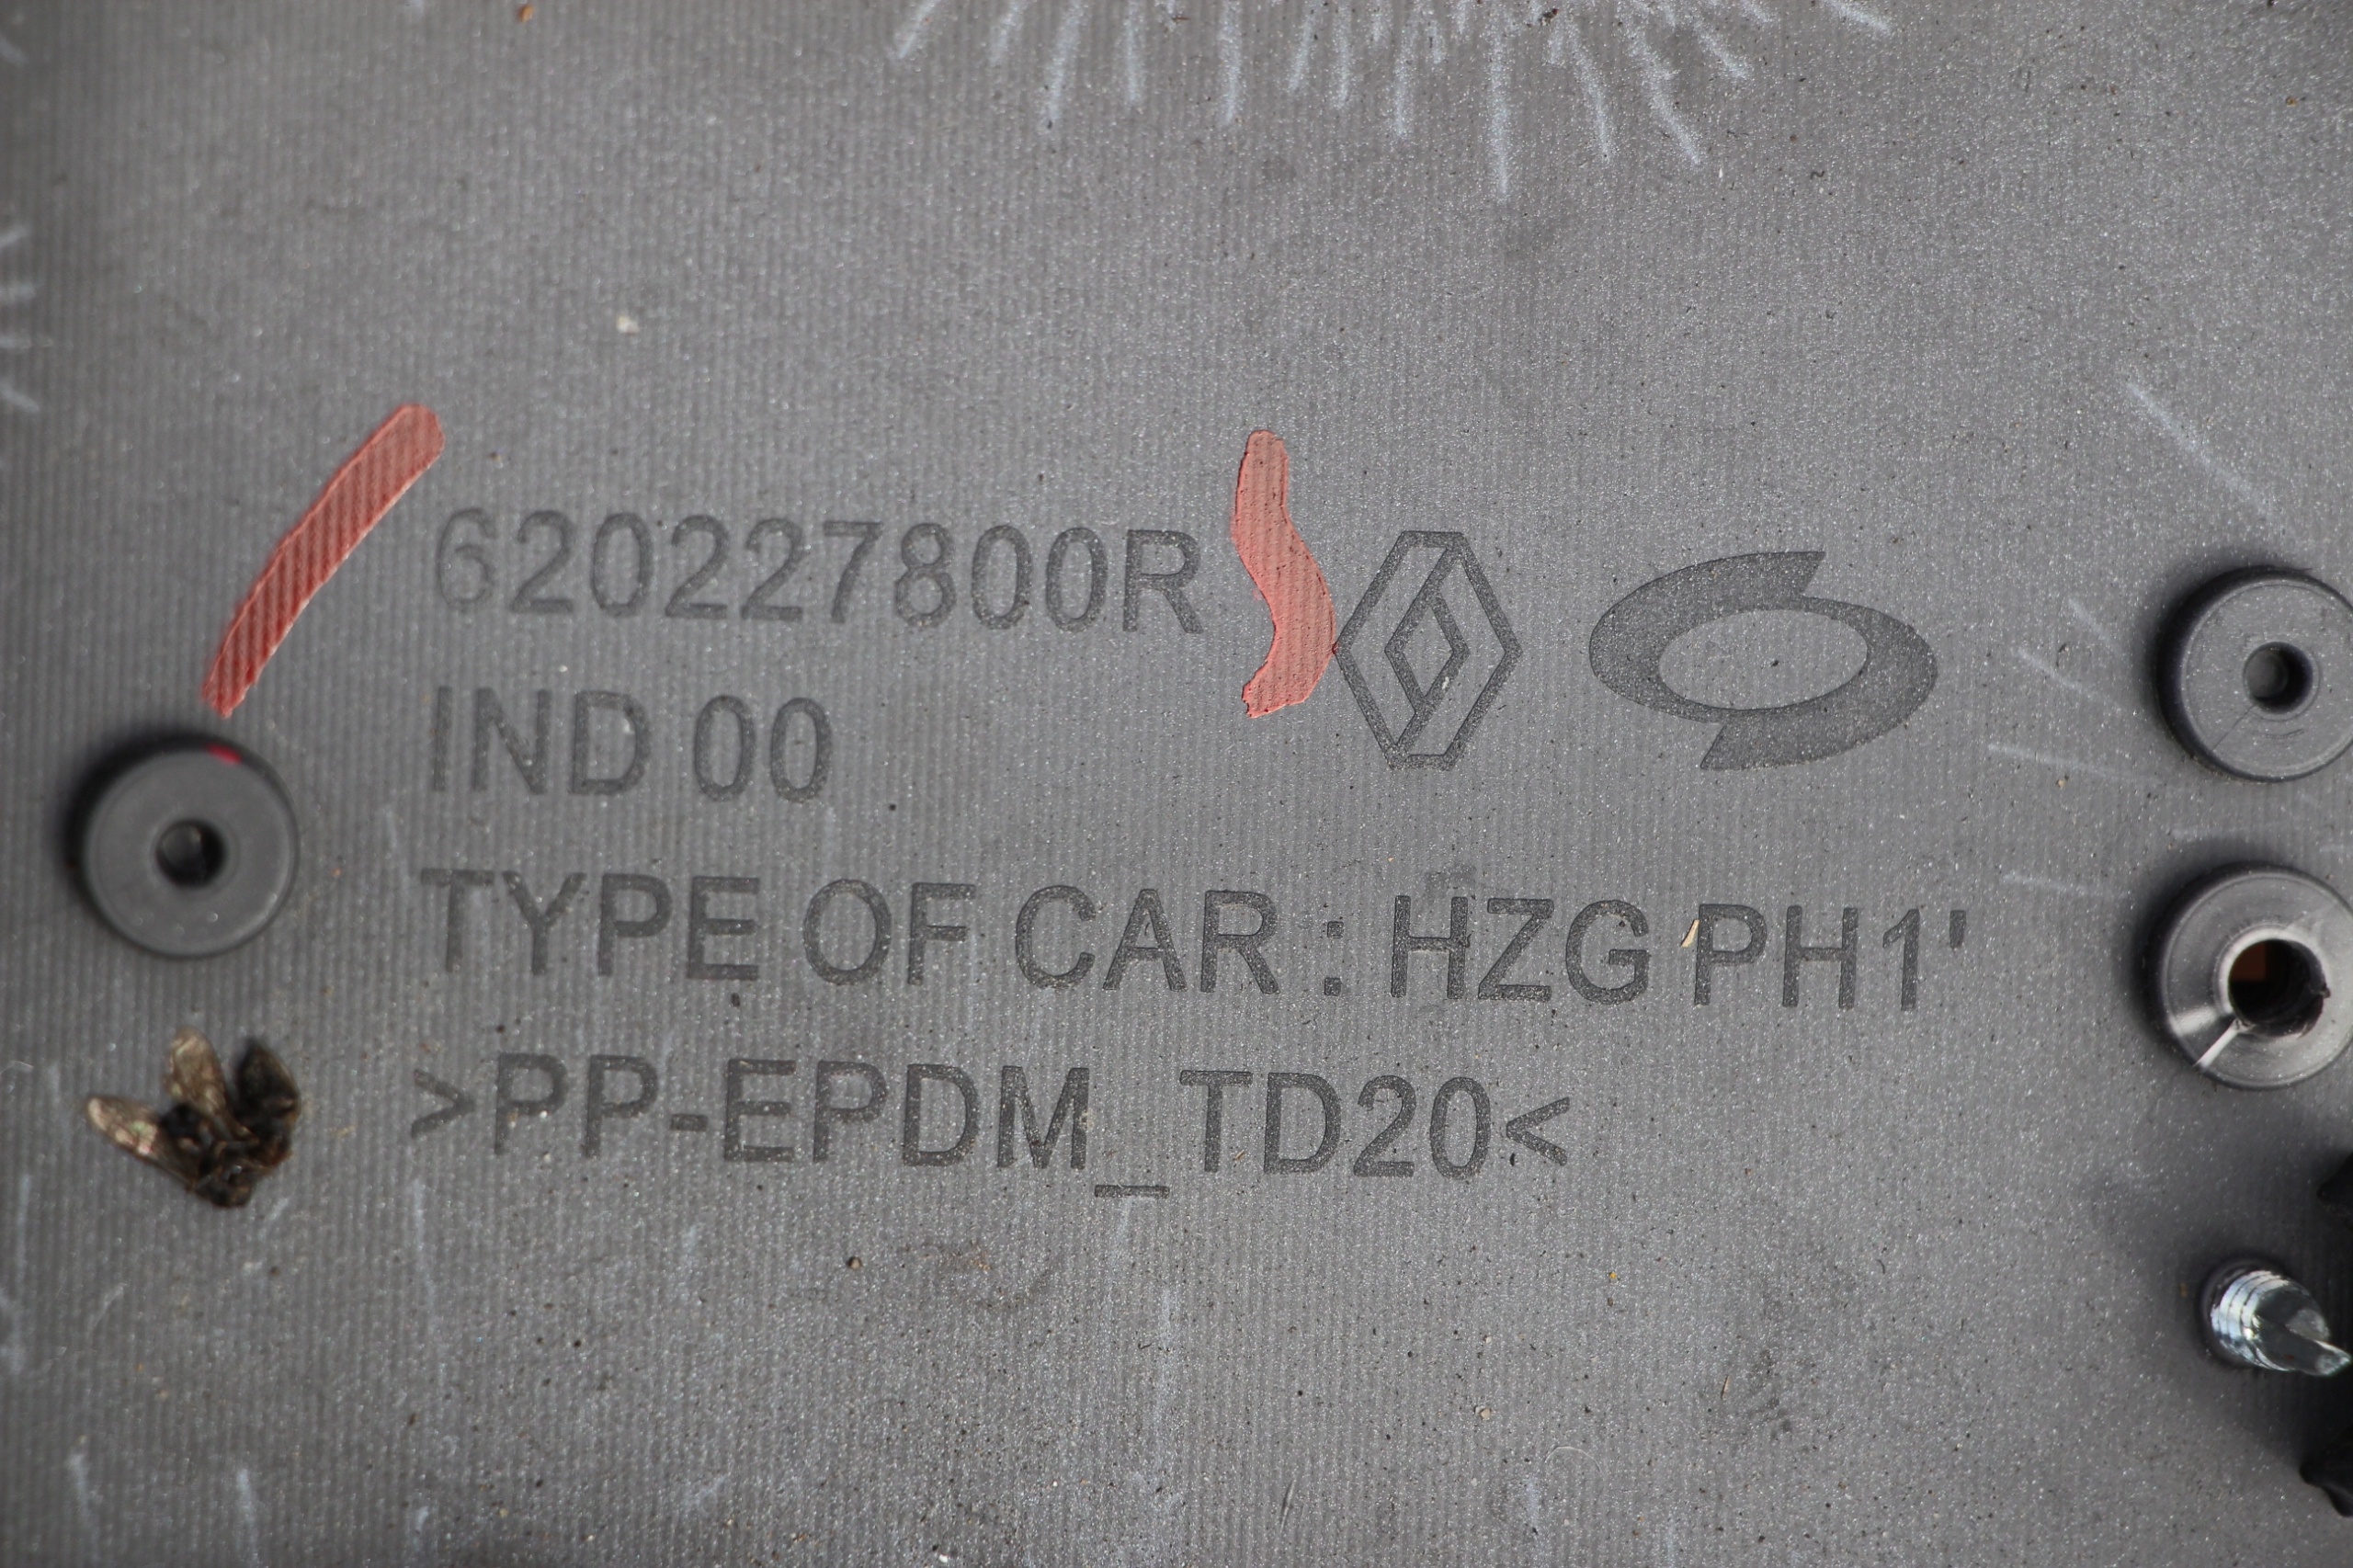 620227800R
IND 00
TYPE OF CAR : HZG PH1'
>PP-EPDM_TD20<